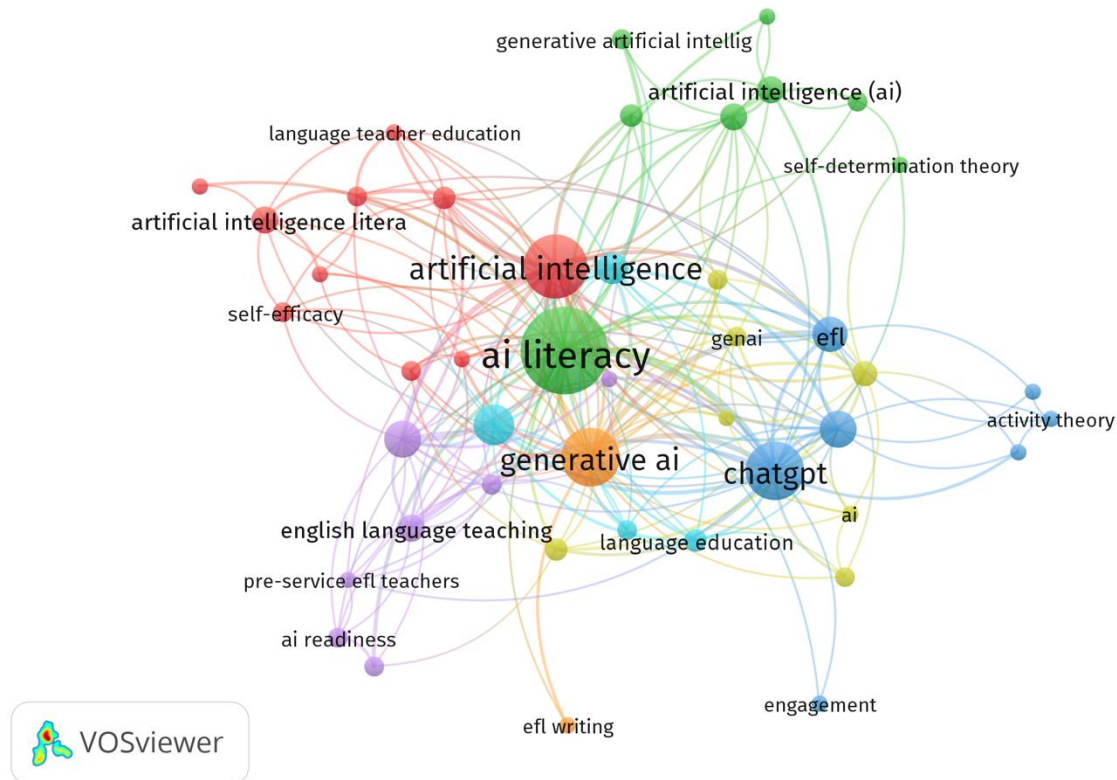 generative artificial intellig
artificial intelligence (ai)
language teacher education
self-determination theory
artificial intelligence litera
artificial intelligence
self-efficacy
genai
efl
ai literacy
activity theory
generative ai
chatgpt
ai
english language teaching
language education
pre-service efl teachers
ai readiness
engagement
efl writing
VOSviewer